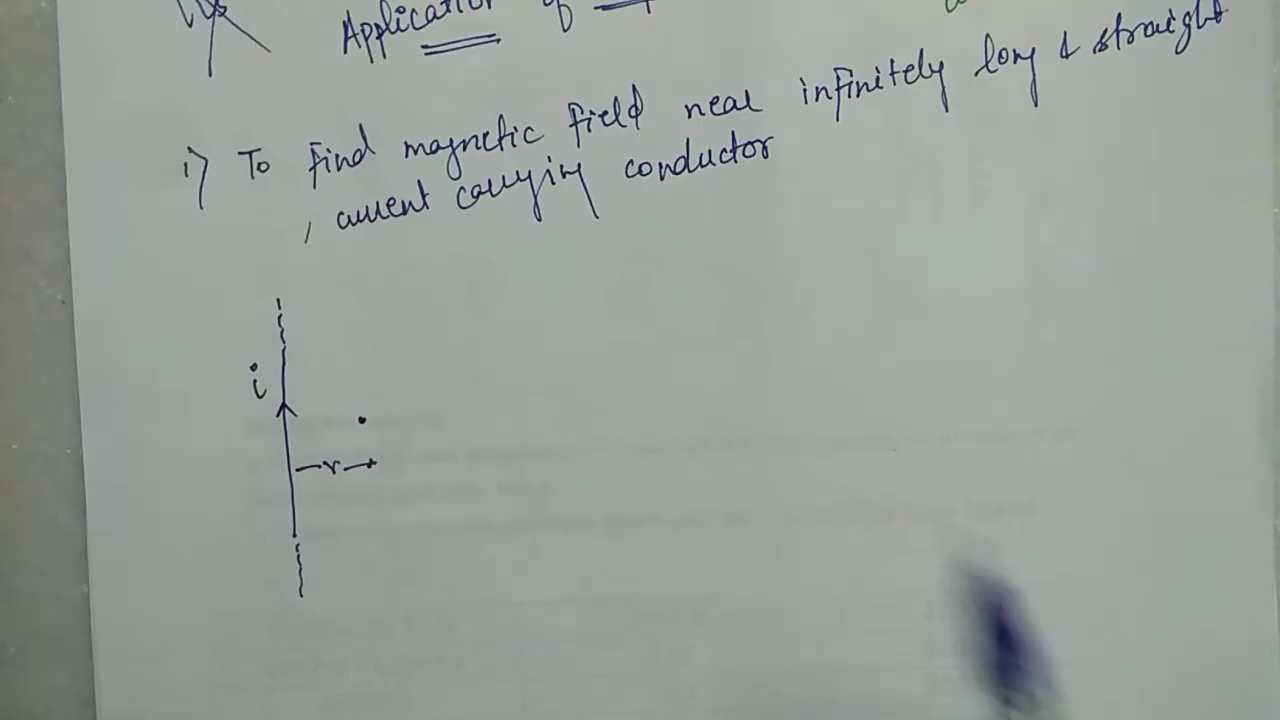 Application of
i) To find magnetic field near infinitely long & straight
, current carrying conductor
i
r